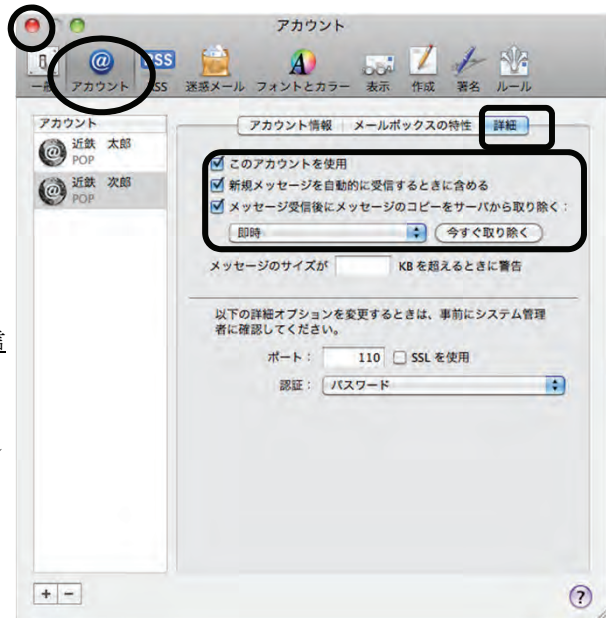 アカウント
一般 アカウント RSS 迷惑メール フォントとカラー 表示 作成 署名 ルール
アカウント
近鉄 太郎
POP
近鉄 次郎
POP
アカウント情報 メールボックスの特性 詳細
このアカウントを使用
新規メッセージを自動的に受信するときに含める
メッセージ受信後にメッセージのコピーをサーバから取り除く：
即時 今すぐ取り除く
メッセージのサイズが KB を超えるときに警告
以下の詳細オプションを変更するときは、事前にシステム管理
者に確認してください。
ポート： 110 SSL を使用
認証： パスワード
+ − ?